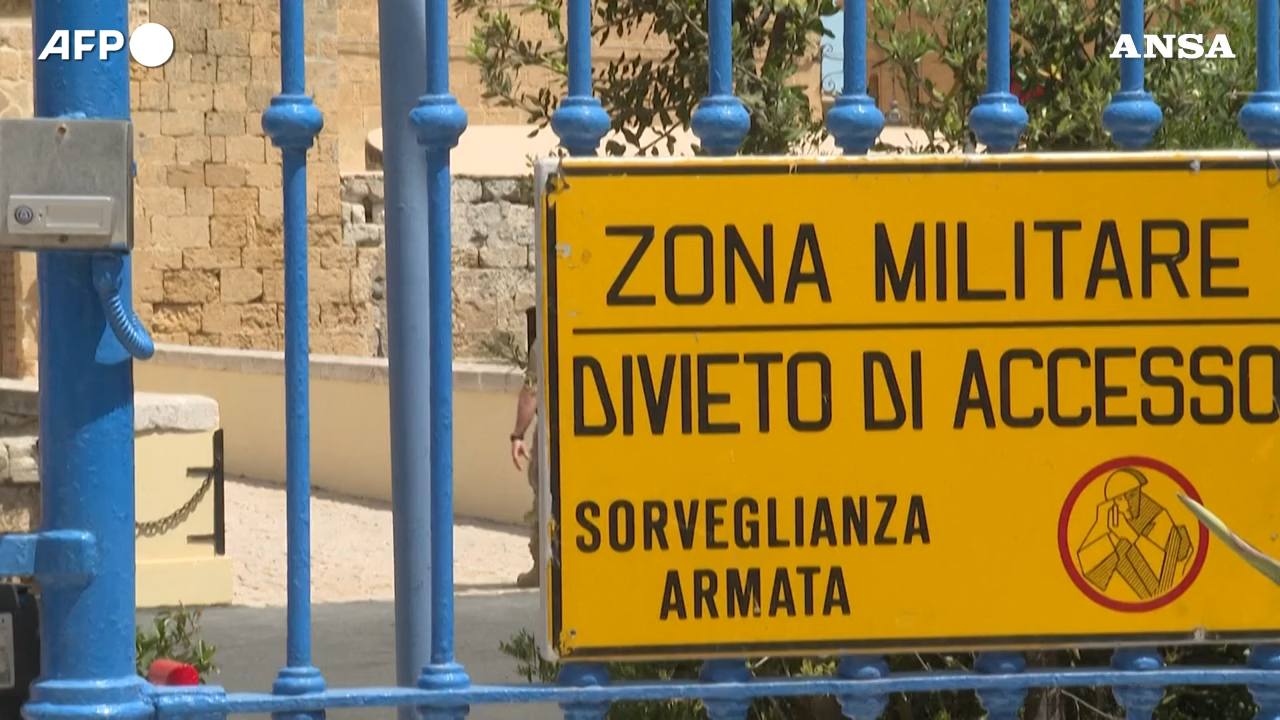 AFP
ANSA
ZONA MILITARE
DIVIETO DI ACCESSO
SORVEGLIANZA
ARMATA